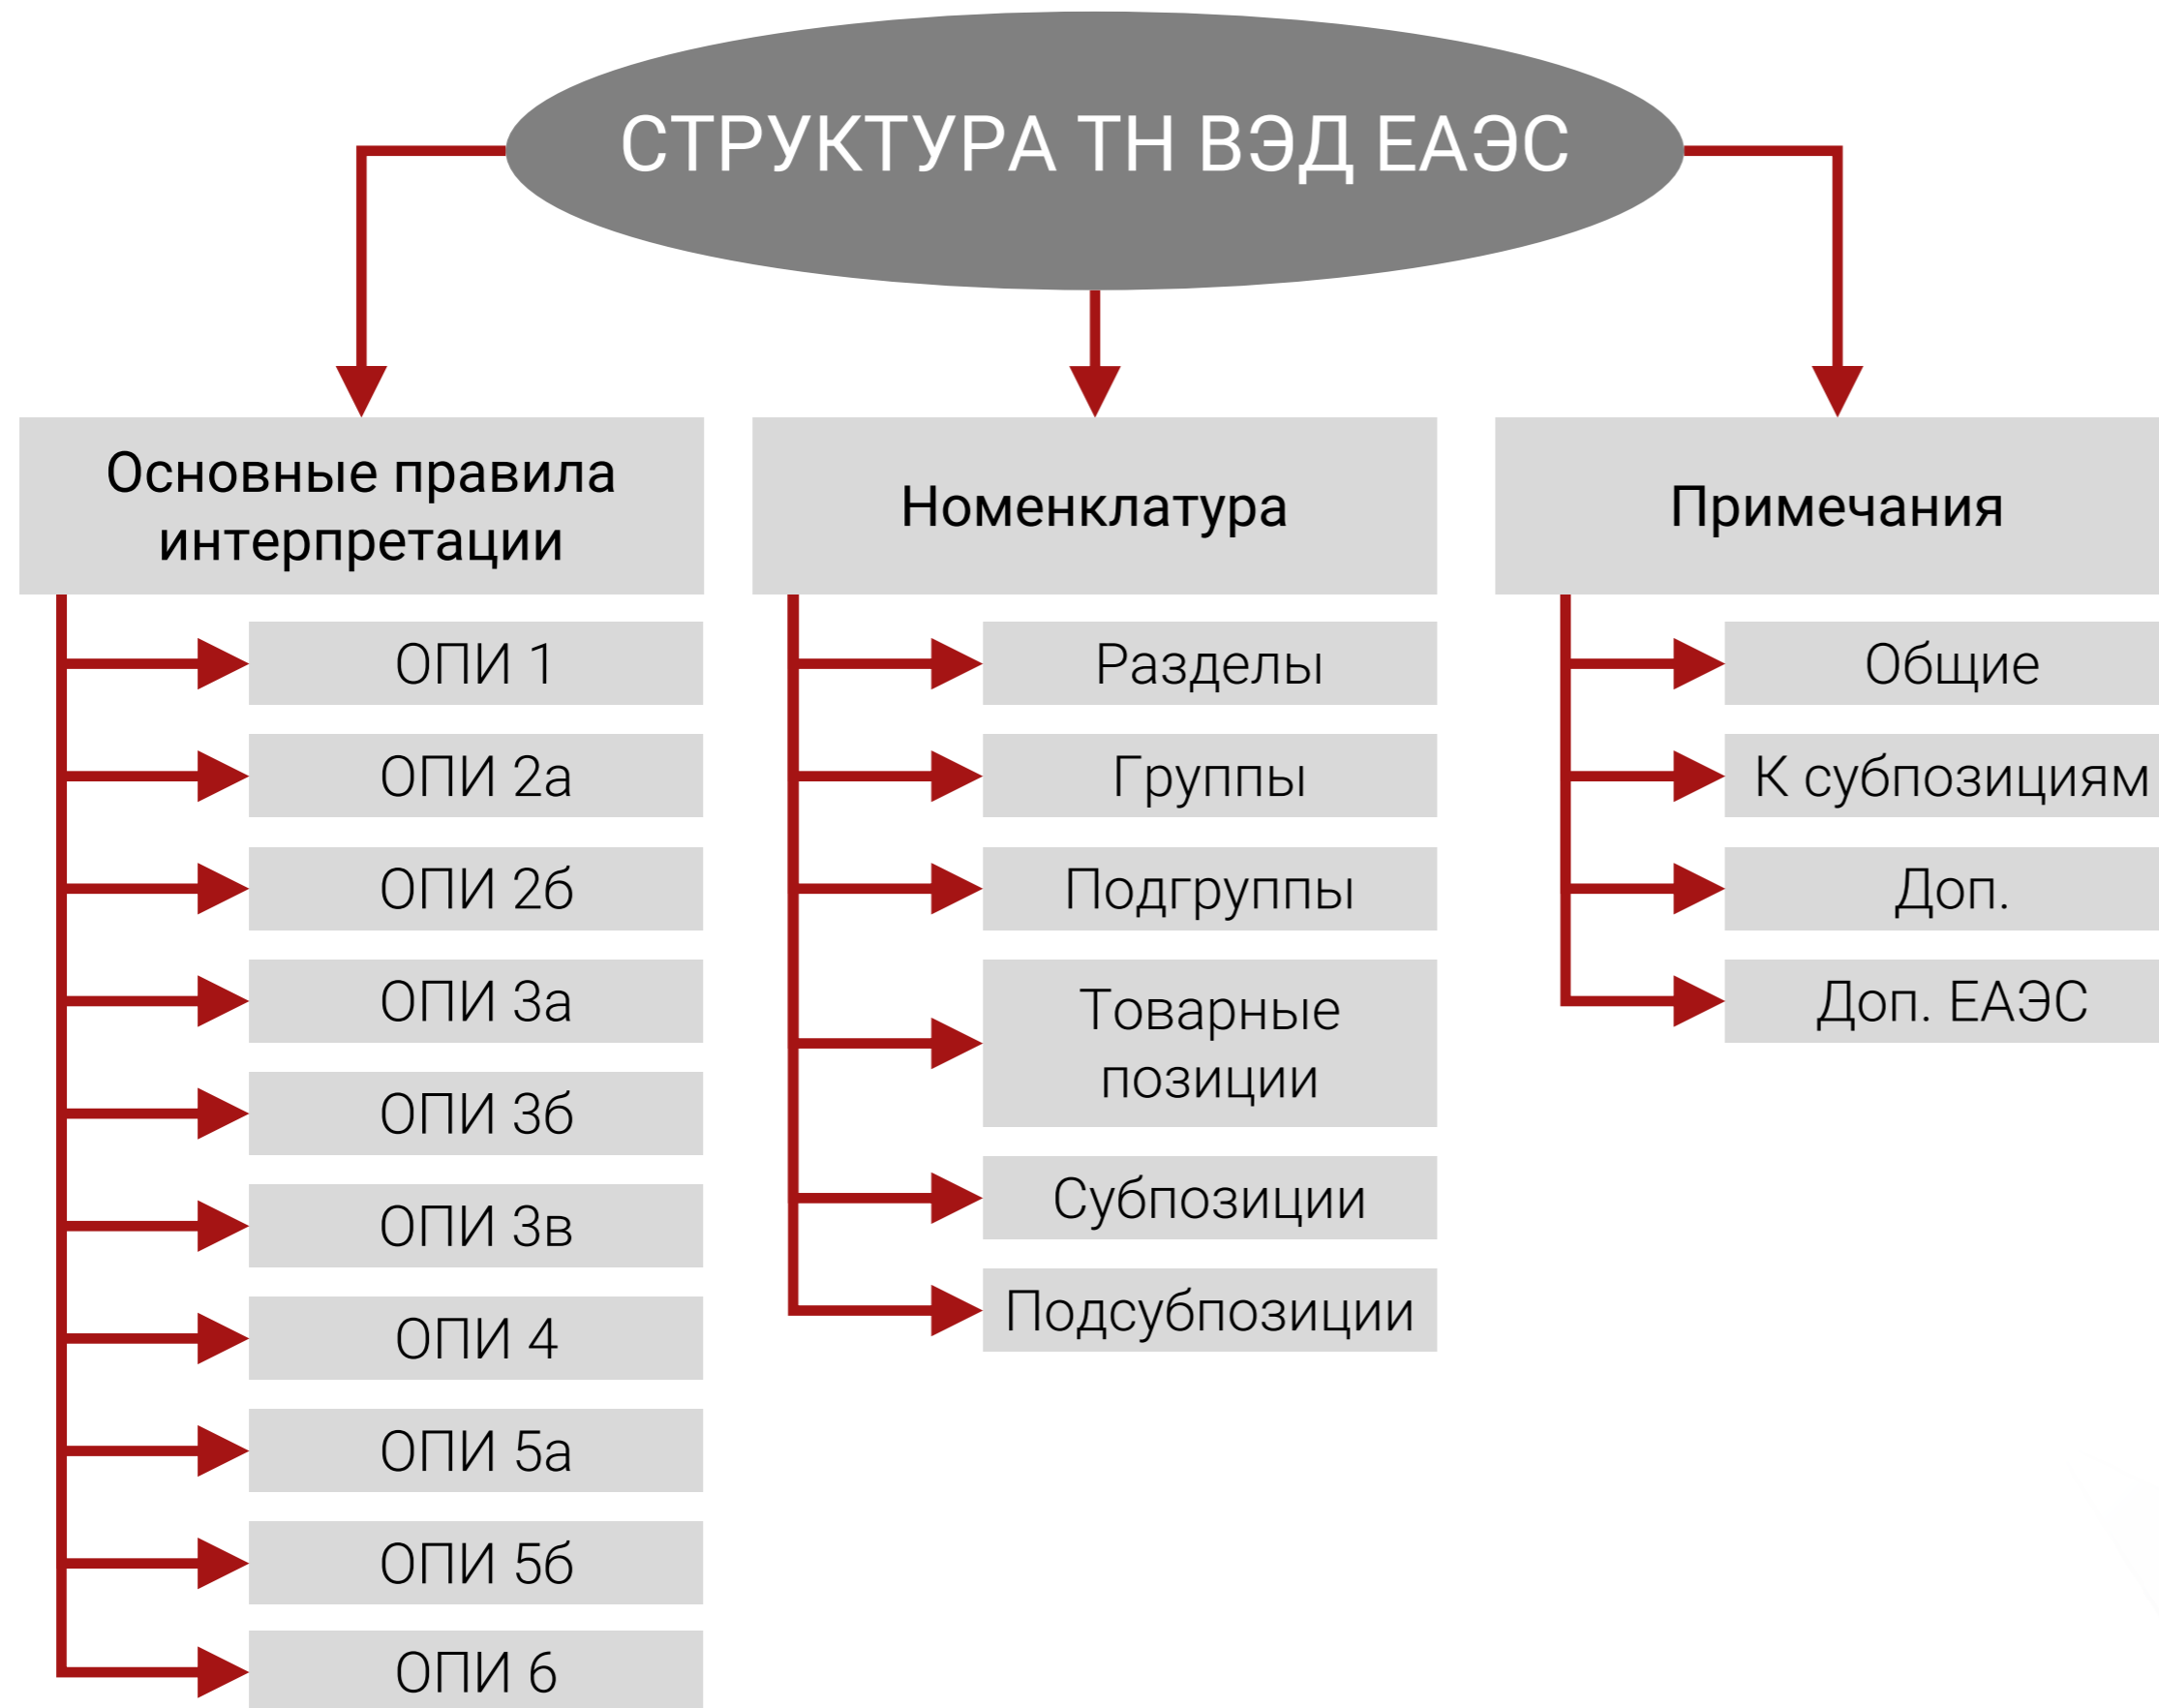 СТРУКТУРА ТН ВЭД ЕАЭС
Основные правила
интерпретации
ОПИ 1
ОПИ 2а
ОПИ 2б
ОПИ 3а
ОПИ 3б
ОПИ 3в
ОПИ 4
ОПИ 5а
ОПИ 5б
ОПИ 6
Номенклатура
Разделы
Группы
Подгруппы
Товарные
позиции
Субпозиции
Подсубпозиции
Примечания
Общие
К субпозициям
Доп.
Доп. ЕАЭС